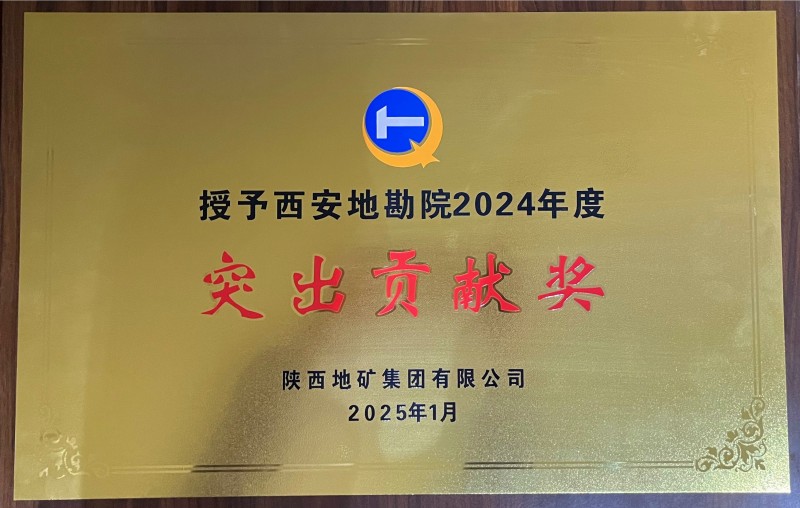 授予西安地勘院2024年度
突出贡献奖
陕西地矿集团有限公司
2025年1月